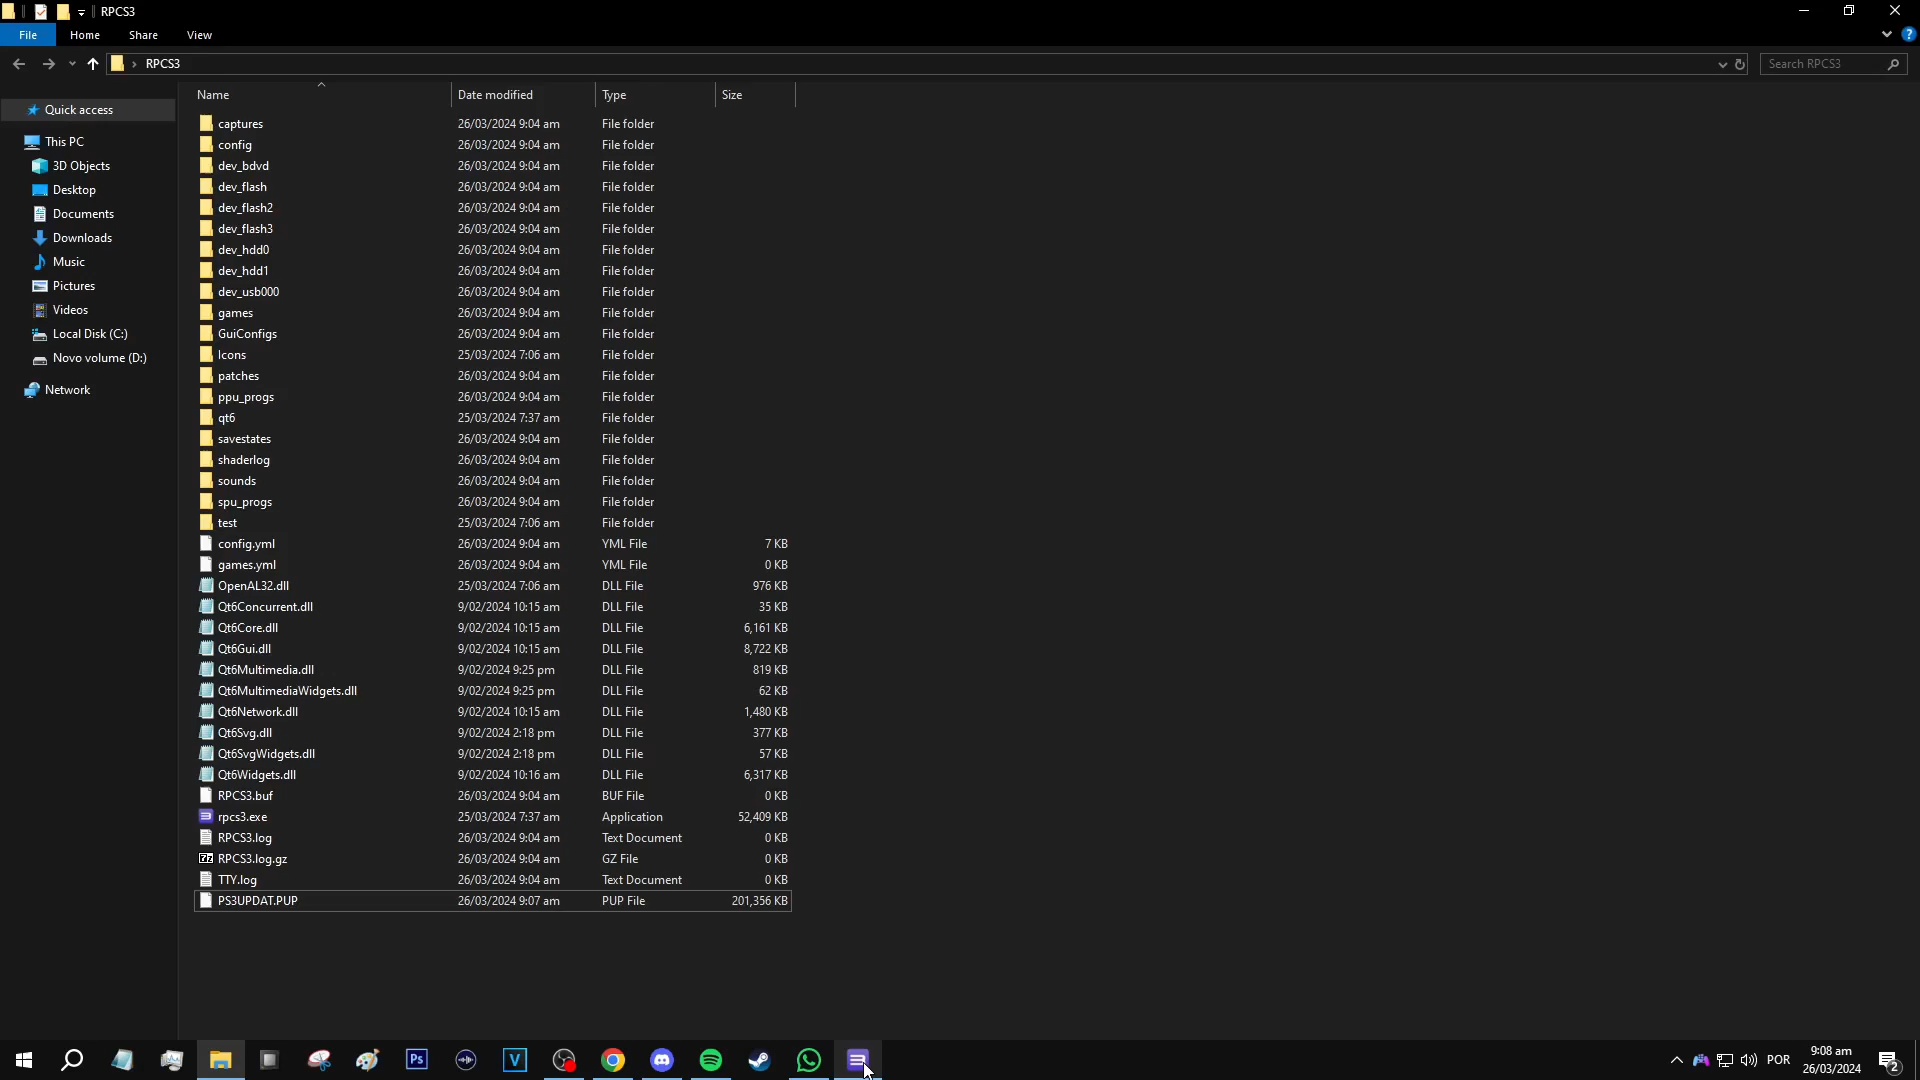 RPCS3
File Home Share View
RPCS3 Search RPCS3
Name Date modified Type Size
Quick access
This PC
3D Objects
Desktop
Documents
Downloads
Music
Pictures
Videos
Local Disk (C:)
Novo volume (D:)
Network
captures 26/03/2024 9:04 am File folder
config 26/03/2024 9:04 am File folder
dev_bdvd 26/03/2024 9:04 am File folder
dev_flash 26/03/2024 9:04 am File folder
dev_flash2 26/03/2024 9:04 am File folder
dev_flash3 26/03/2024 9:04 am File folder
dev_hdd0 26/03/2024 9:04 am File folder
dev_hdd1 26/03/2024 9:04 am File folder
dev_usb000 26/03/2024 9:04 am File folder
games 26/03/2024 9:04 am File folder
GuiConfigs 26/03/2024 9:04 am File folder
Icons 25/03/2024 7:06 am File folder
patches 26/03/2024 9:04 am File folder
ppu_progs 26/03/2024 9:04 am File folder
qt6 25/03/2024 7:37 am File folder
savestates 26/03/2024 9:04 am File folder
shaderlog 26/03/2024 9:04 am File folder
sounds 26/03/2024 9:04 am File folder
spu_progs 26/03/2024 9:04 am File folder
test 25/03/2024 7:06 am File folder
config.yml 26/03/2024 9:04 am YML File 7 KB
games.yml 26/03/2024 9:04 am YML File 0 KB
OpenAL32.dll 25/03/2024 7:06 am DLL File 976 KB
Qt6Concurrent.dll 9/02/2024 10:15 am DLL File 35 KB
Qt6Core.dll 9/02/2024 10:15 am DLL File 6,161 KB
Qt6Gui.dll 9/02/2024 10:15 am DLL File 8,722 KB
Qt6Multimedia.dll 9/02/2024 9:25 pm DLL File 819 KB
Qt6MultimediaWidgets.dll 9/02/2024 9:25 pm DLL File 62 KB
Qt6Network.dll 9/02/2024 10:15 am DLL File 1,480 KB
Qt6Svg.dll 9/02/2024 2:18 pm DLL File 377 KB
Qt6SvgWidgets.dll 9/02/2024 2:18 pm DLL File 57 KB
Qt6Widgets.dll 9/02/2024 10:16 am DLL File 6,317 KB
RPCS3.buf 26/03/2024 9:04 am BUF File 0 KB
rpcs3.exe 25/03/2024 7:37 am Application 52,409 KB
RPCS3.log 26/03/2024 9:04 am Text Document 0 KB
RPCS3.log.gz 26/03/2024 9:04 am GZ File 0 KB
TTY.log 26/03/2024 9:04 am Text Document 0 KB
PS3UPDAT.PUP 26/03/2024 9:07 am PUP File 201,356 KB
Ps V POR 9:08 am
26/03/2024 2